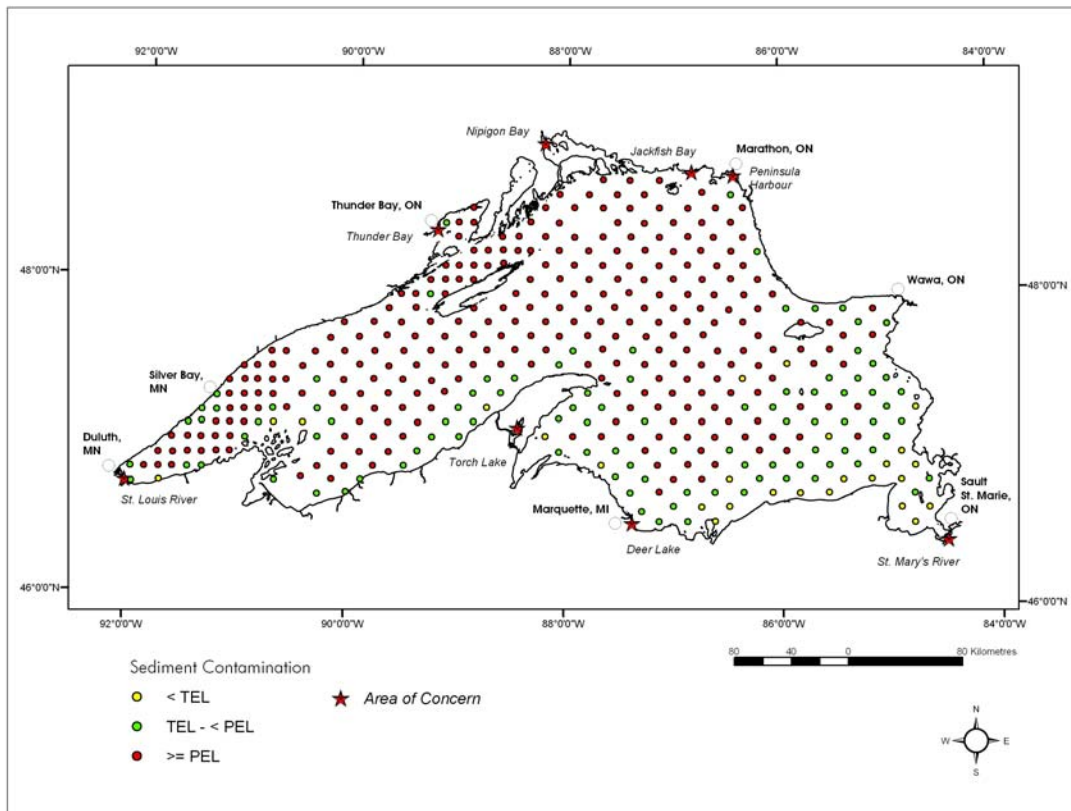 92°0'0"W 90°0'0"W 88°0'0"W 86°0'0"W 84°0'0"W
Nipigon Bay
Jackfish Bay
Marathon, ON
Peninsula
Harbour
Thunder Bay, ON
Thunder Bay
48°0'0"N
48°0'0"N
Wawa, ON
Silver Bay,
MN
Duluth,
MN
St. Louis River
Torch Lake
Marquette, MI
Deer Lake
Sault
St. Marie,
ON
St. Mary's River
46°0'0"N
46°0'0"N
92°0'0"W 90°0'0"W 88°0'0"W 86°0'0"W 84°0'0"W
80 40 0 80 Kilometres
Sediment Contamination
< TEL
TEL - < PEL
>= PEL
Area of Concern
N
W E
S